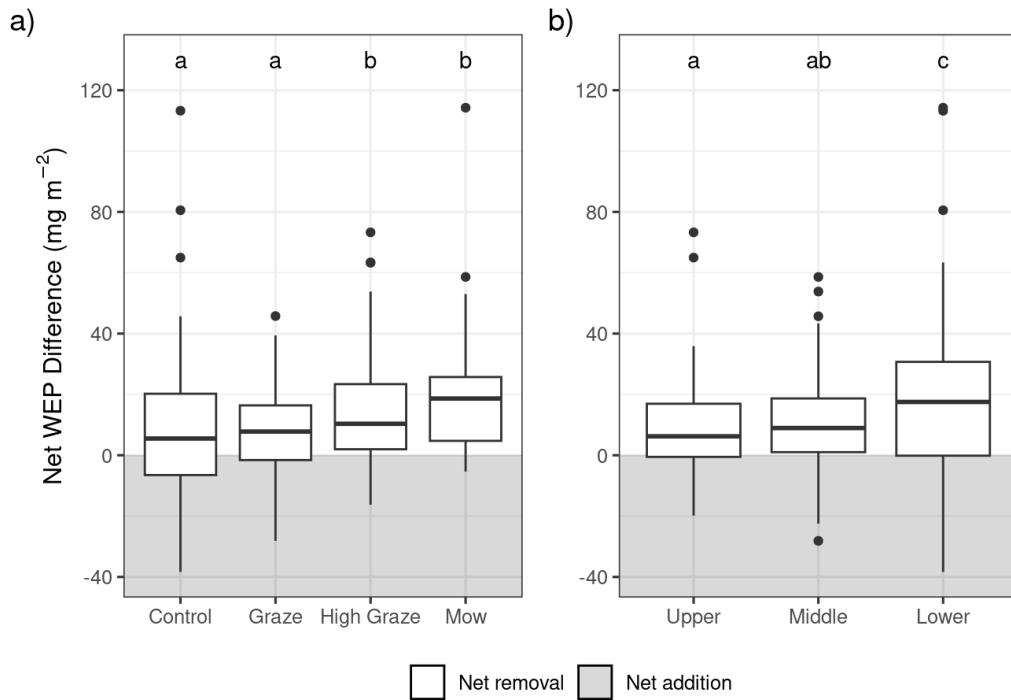 a)
Net WEP Difference (mg m⁻²)
120
80
40
0
-40
a a b b
Control Graze High Graze Mow
b)
120
80
40
0
-40
a ab c
Upper Middle Lower
Net removal Net addition